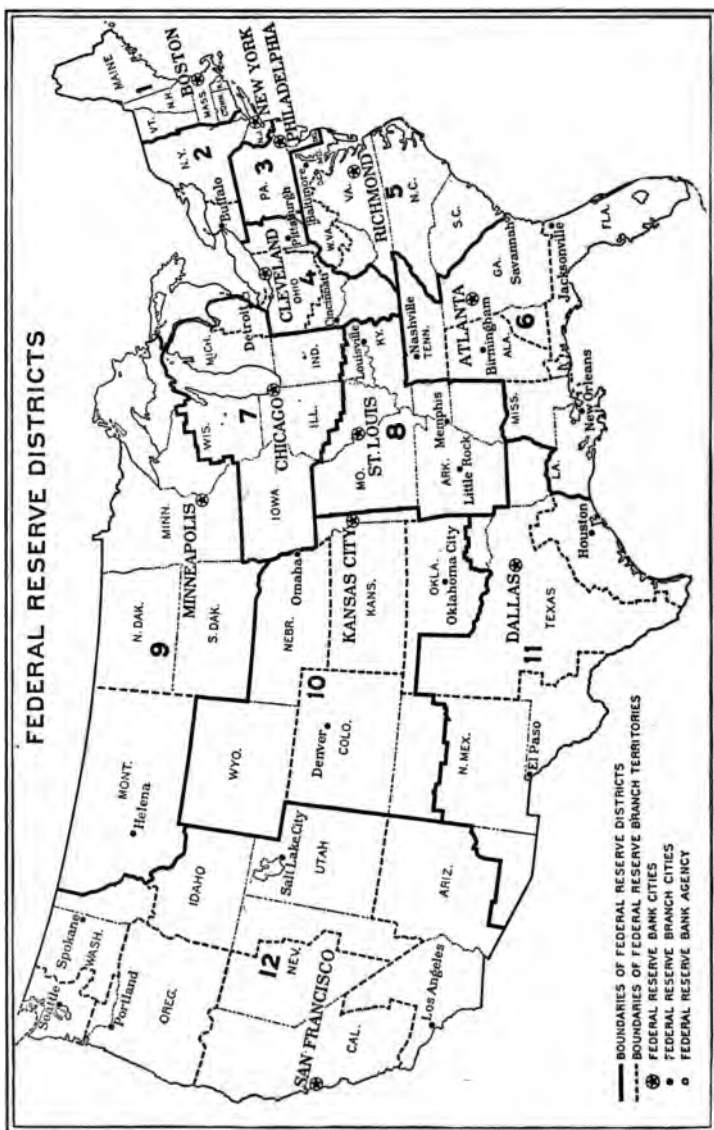 FEDERAL RESERVE DISTRICTS
MAINE
1
VT.
N.H.
BOSTON
MASS.
CONN.
R.I.
N.Y.
2
Buffalo
NEW YORK
N.J.
PHILADELPHIA
3
PA.
Pittsburgh
CLEVELAND
OHIO
4
Cincinnati
Baltimore
MD.
DEL.
D.C.
W.VA.
VA.
RICHMOND
5
N.C.
S.C.
MICH.
Detroit
WIS.
7
CHICAGO
IOWA
ILL.
IND.
Louisville
KY.
MO.
ST. LOUIS
8
Memphis
ARK.
Little Rock
Nashville
TENN.
ATLANTA
Birmingham
ALA.
GA.
Savannah
6
Jacksonville
FLA.
MISS.
New Orleans
LA.
MINN.
MINNEAPOLIS
N. DAK.
9
S. DAK.
MONT.
Helena
WYO.
NEBR.
Omaha
10
KANSAS CITY
KANS.
Denver
COLO.
OKLA.
Oklahoma City
N. MEX.
El Paso
DALLAS
TEXAS
11
Houston
Seattle
Spokane
WASH.
Portland
OREG.
IDAHO
Salt Lake City
UTAH
12
NEV.
SAN FRANCISCO
CAL.
Los Angeles
ARIZ.
BOUNDARIES OF FEDERAL RESERVE DISTRICTS
BOUNDARIES OF FEDERAL RESERVE BRANCH TERRITORIES
FEDERAL RESERVE BANK CITIES
FEDERAL RESERVE BRANCH CITIES
FEDERAL RESERVE BANK AGENCY